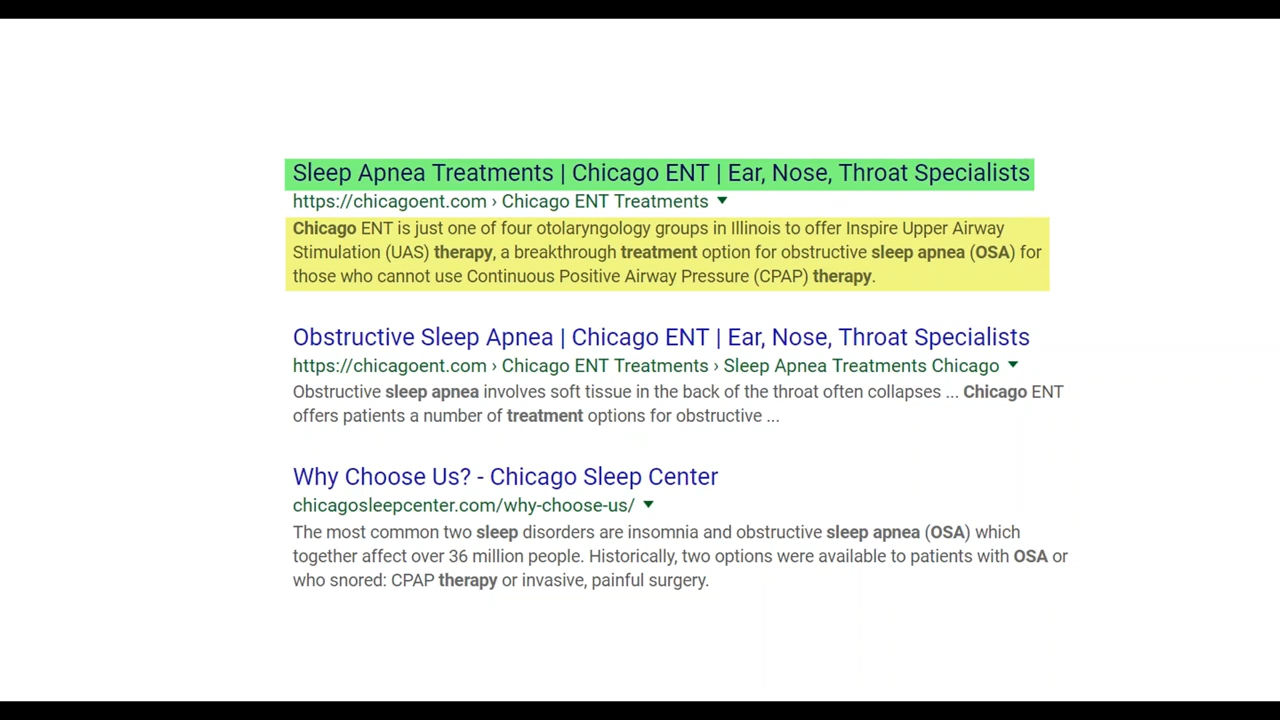 Sleep Apnea Treatments | Chicago ENT | Ear, Nose, Throat Specialists
https://chicagoent.com › Chicago ENT Treatments ▼
Chicago ENT is just one of four otolaryngology groups in Illinois to offer Inspire Upper Airway
Stimulation (UAS) therapy, a breakthrough treatment option for obstructive sleep apnea (OSA) for
those who cannot use Continuous Positive Airway Pressure (CPAP) therapy.
Obstructive Sleep Apnea | Chicago ENT | Ear, Nose, Throat Specialists
https://chicagoent.com › Chicago ENT Treatments › Sleep Apnea Treatments Chicago ▼
Obstructive sleep apnea involves soft tissue in the back of the throat often collapses ... Chicago ENT
offers patients a number of treatment options for obstructive ...
Why Choose Us? - Chicago Sleep Center
chicagosleepcenter.com/why-choose-us/ ▼
The most common two sleep disorders are insomnia and obstructive sleep apnea (OSA) which
together affect over 36 million people. Historically, two options were available to patients with OSA or
who snored: CPAP therapy or invasive, painful surgery.